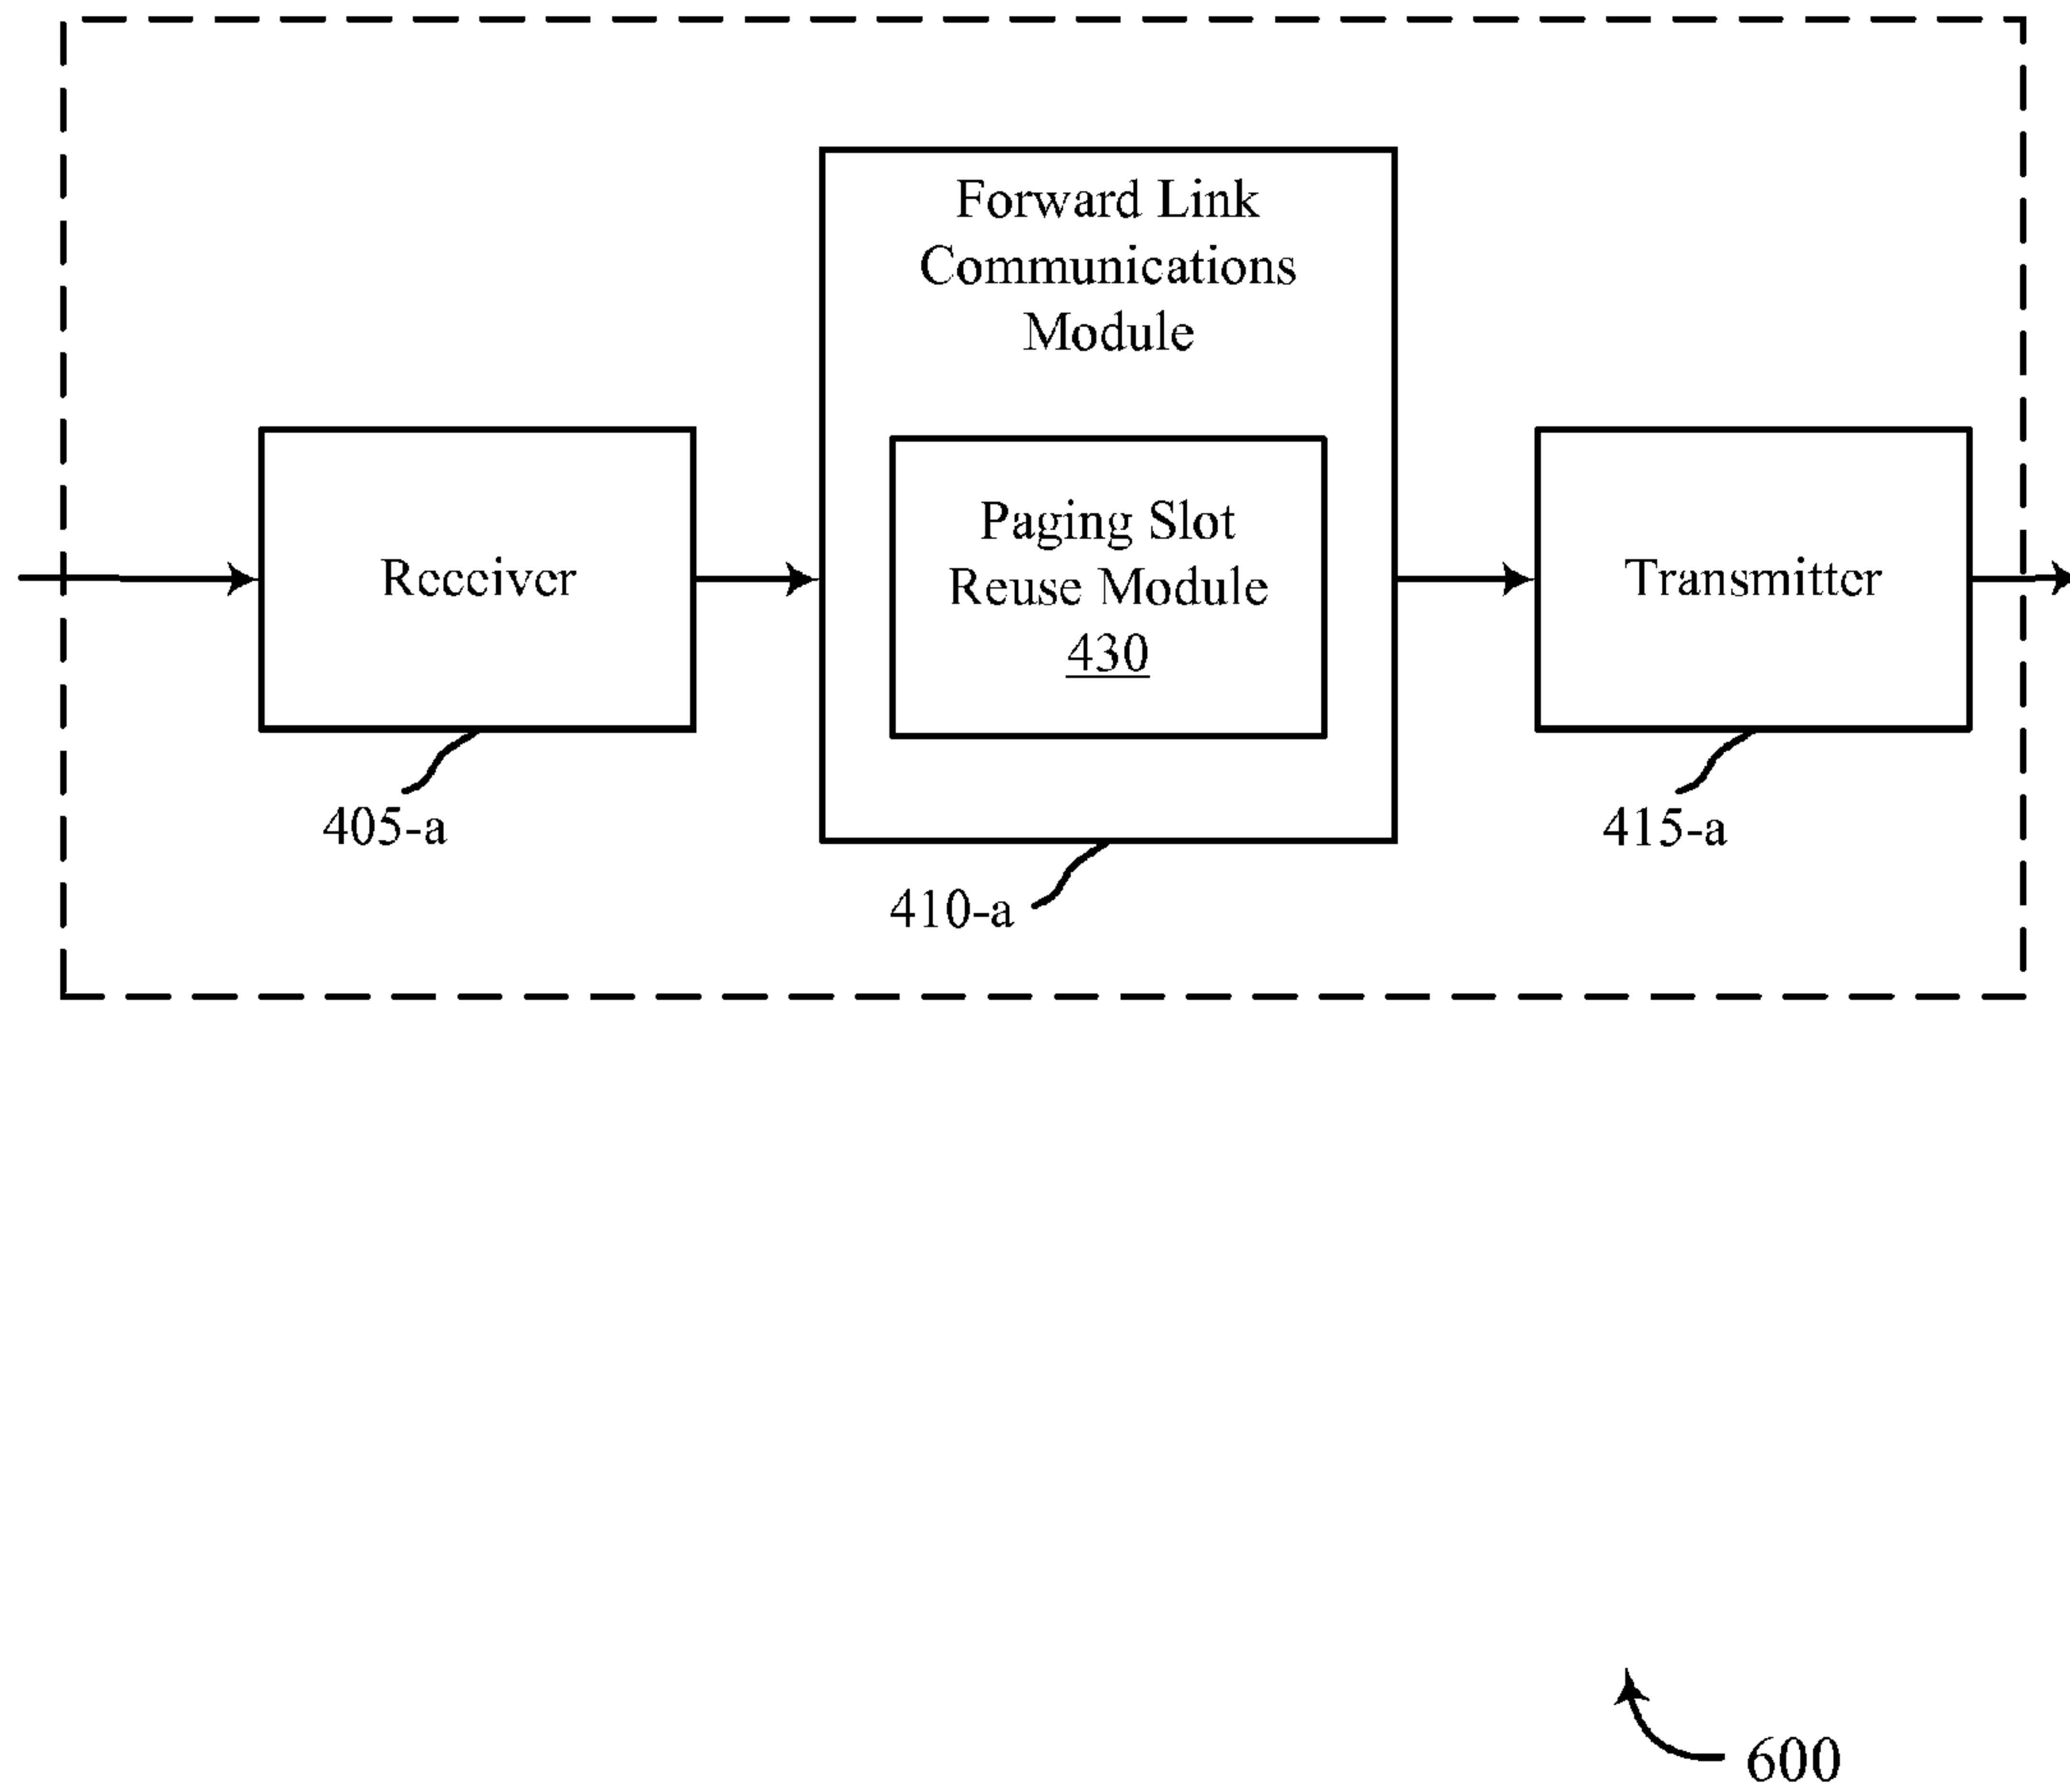 Forward Link
Communications
Module
Receiver
Paging Slot
Reuse Module
430
Transmitter
405-a
415-a
410-a
600